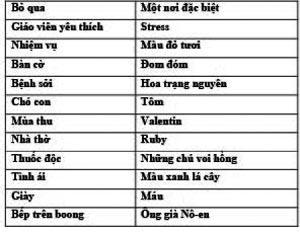 Bỏ qua Một nơi đặc biệt
Giáo viên yêu thích Stress
Nhiệm vụ Màu đỏ tươi
Bàn cờ Đom đóm
Bệnh sởi Hoa trạng nguyên
Chó con Tôm
Mùa thu Valentin
Nhà thờ Ruby
Thuốc độc Những chú voi hồng
Tình ái Màu xanh lá cây
Giày Máu
Bếp trên boong Ông già Nô-en